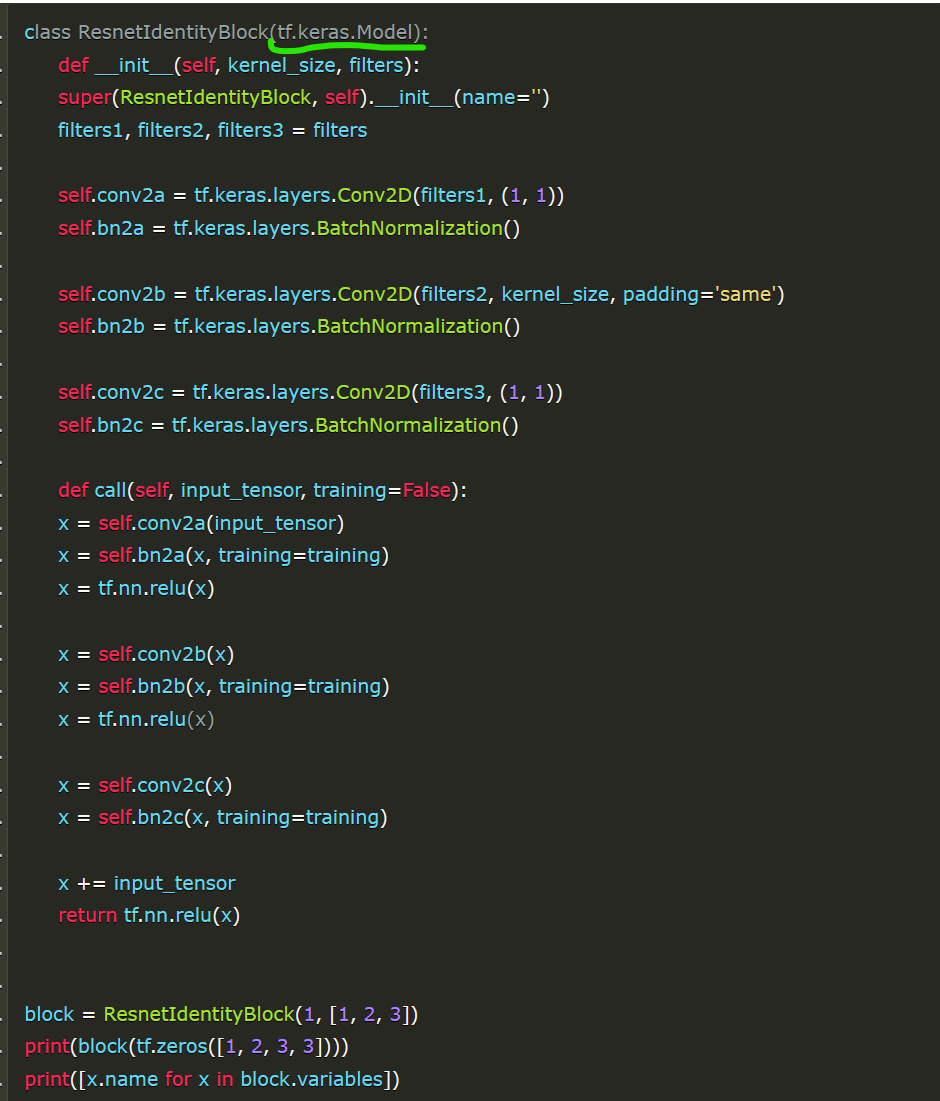 class ResnetIdentityBlock(tf.keras.Model):
def __init__(self, kernel_size, filters):
super(ResnetIdentityBlock, self).__init__(name='')
filters1, filters2, filters3 = filters
self.conv2a = tf.keras.layers.Conv2D(filters1, (1, 1))
self.bn2a = tf.keras.layers.BatchNormalization()
self.conv2b = tf.keras.layers.Conv2D(filters2, kernel_size, padding='same')
self.bn2b = tf.keras.layers.BatchNormalization()
self.conv2c = tf.keras.layers.Conv2D(filters3, (1, 1))
self.bn2c = tf.keras.layers.BatchNormalization()
def call(self, input_tensor, training=False):
x = self.conv2a(input_tensor)
x = self.bn2a(x, training=training)
x = tf.nn.relu(x)
x = self.conv2b(x)
x = self.bn2b(x, training=training)
x = tf.nn.relu(x)
x = self.conv2c(x)
x = self.bn2c(x, training=training)
x += input_tensor
return tf.nn.relu(x)
block = ResnetIdentityBlock(1, [1, 2, 3])
print(block(tf.zeros([1, 2, 3, 3])))
print([x.name for x in block.variables])